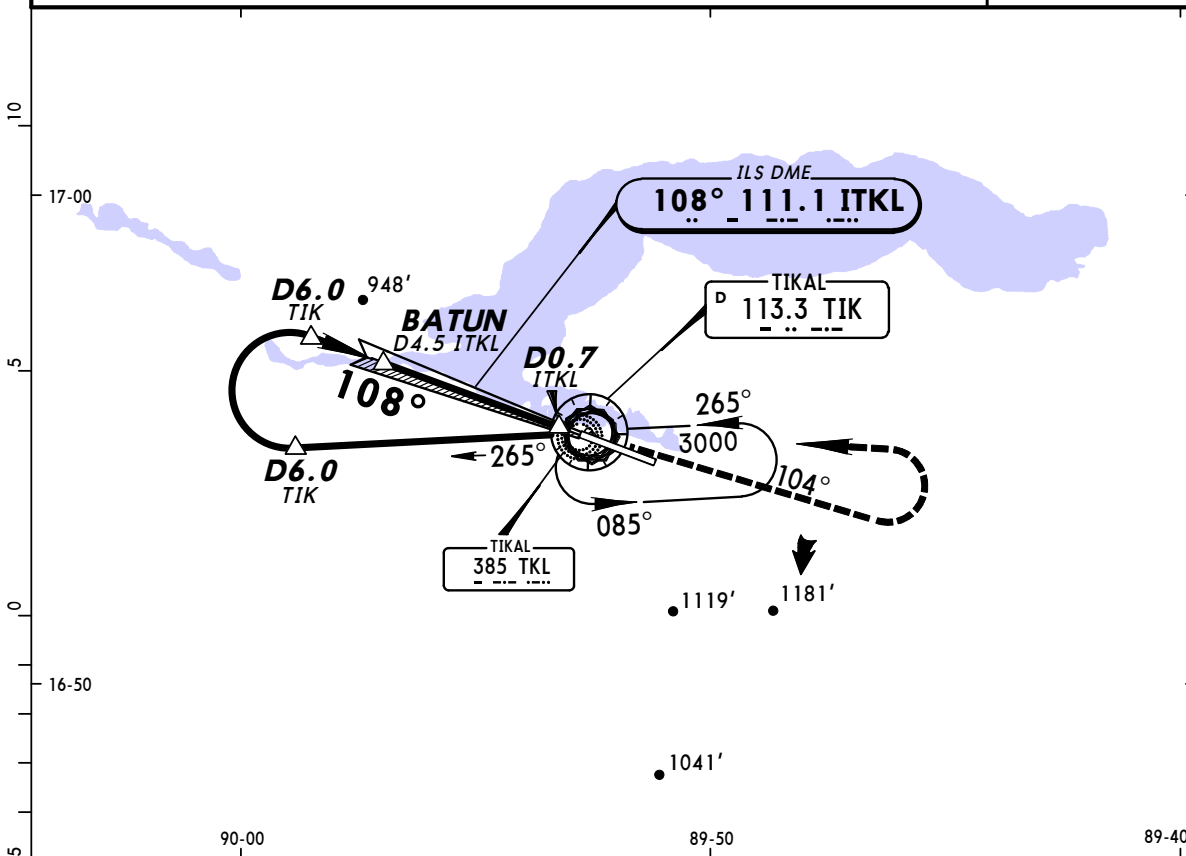 10
17-00
ILS DME
108° 111.1 ITKL
TIKAL
D 113.3 TIK
D6.0
TIK
948'
BATUN
D4.5 ITKL
D0.7
ITKL
5
108°
265°
3000
265°
D6.0
TIK
104°
085°
TIKAL
385 TKL
1119'
1181'
0
16-50
1041'
90-00
89-50
89-40
5